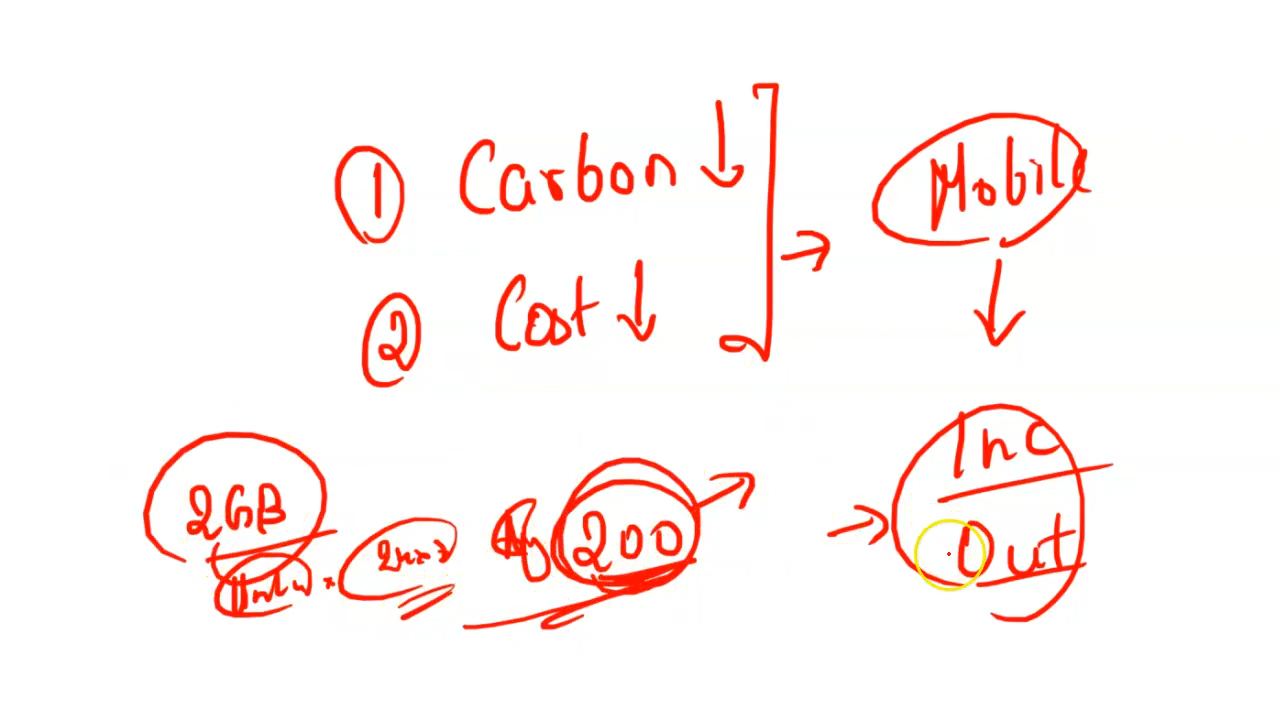 1 Carbon ↓
2 Cost ↓
→ Mobile
↓
2GB
200 →
→ Inc
Out